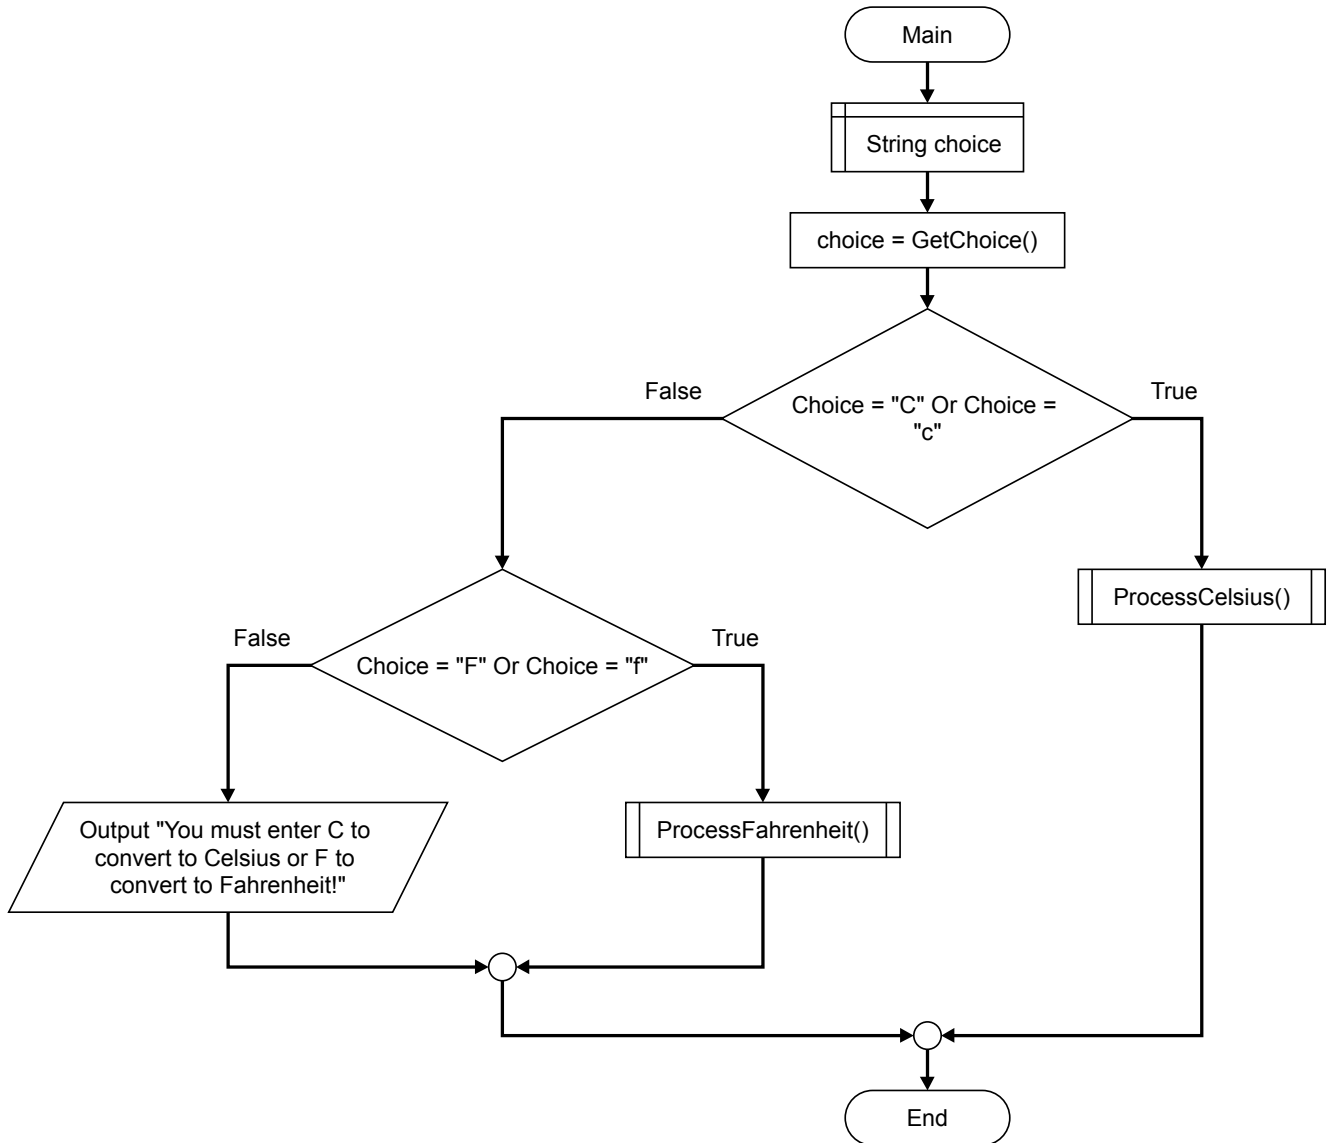 Main
String choice
choice = GetChoice()
False
True
Choice = "C" Or Choice =
"c"
ProcessCelsius()
False
True
Choice = "F" Or Choice = "f"
Output "You must enter C to
convert to Celsius or F to
convert to Fahrenheit!"
ProcessFahrenheit()
End